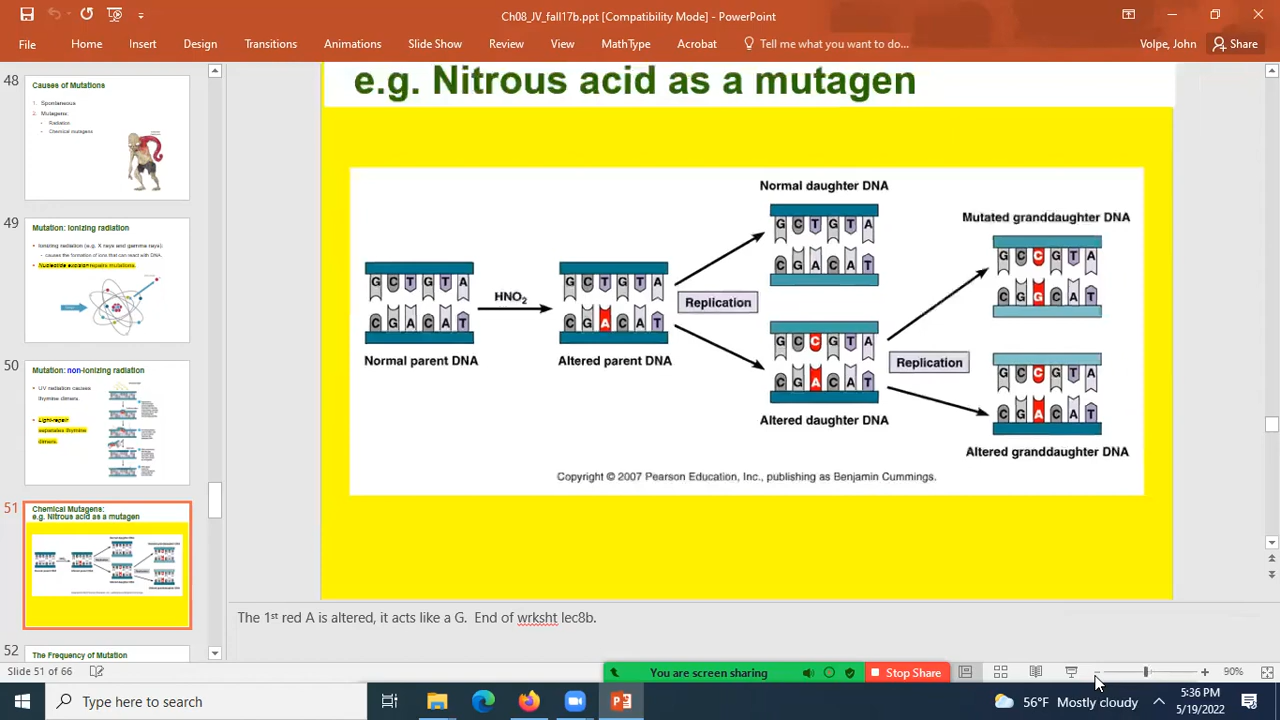 Ch08_JV_fall17b.ppt [Compatibility Mode] - PowerPoint
File Home Insert Design Transitions Animations Slide Show Review View MathType Acrobat Tell me what you want to do... Volpe, John Share
48
Causes of Mutations
1. Spontaneous
2. Mutagens:
Radiation
Chemical mutagens
49
Mutation: Ionizing radiation
Ionizing radiation (e.g. X rays and gamma rays).
causes the formation of ions that can react with DNA.
Nucleotide excision repairs mutations.
50
Mutation: non-ionizing radiation
UV radiation causes
thymine dimers.
Light-repair
separates thymine
dimers.
51
Chemical Mutagens:
e.g. Nitrous acid as a mutagen
52
The Frequency of Mutation
e.g. Nitrous acid as a mutagen
Normal daughter DNA
G C T G T A
C G A C A T
Mutated granddaughter DNA
G C C G T A
C G G C A T
G C T G T A
C G A C A T
Normal parent DNA
HNO2
G C T G T A
C G A C A T
Altered parent DNA
Replication
G C C G T A
C G A C A T
Altered daughter DNA
Replication
G C C G T A
C G A C A T
Altered granddaughter DNA
Copyright © 2007 Pearson Education, Inc., publishing as Benjamin Cummings.
The 1st red A is altered, it acts like a G. End of wrksht lec8b.
Slide 51 of 66
You are screen sharing
Stop Share
90%
Type here to search
56°F Mostly cloudy
5:36 PM
5/19/2022